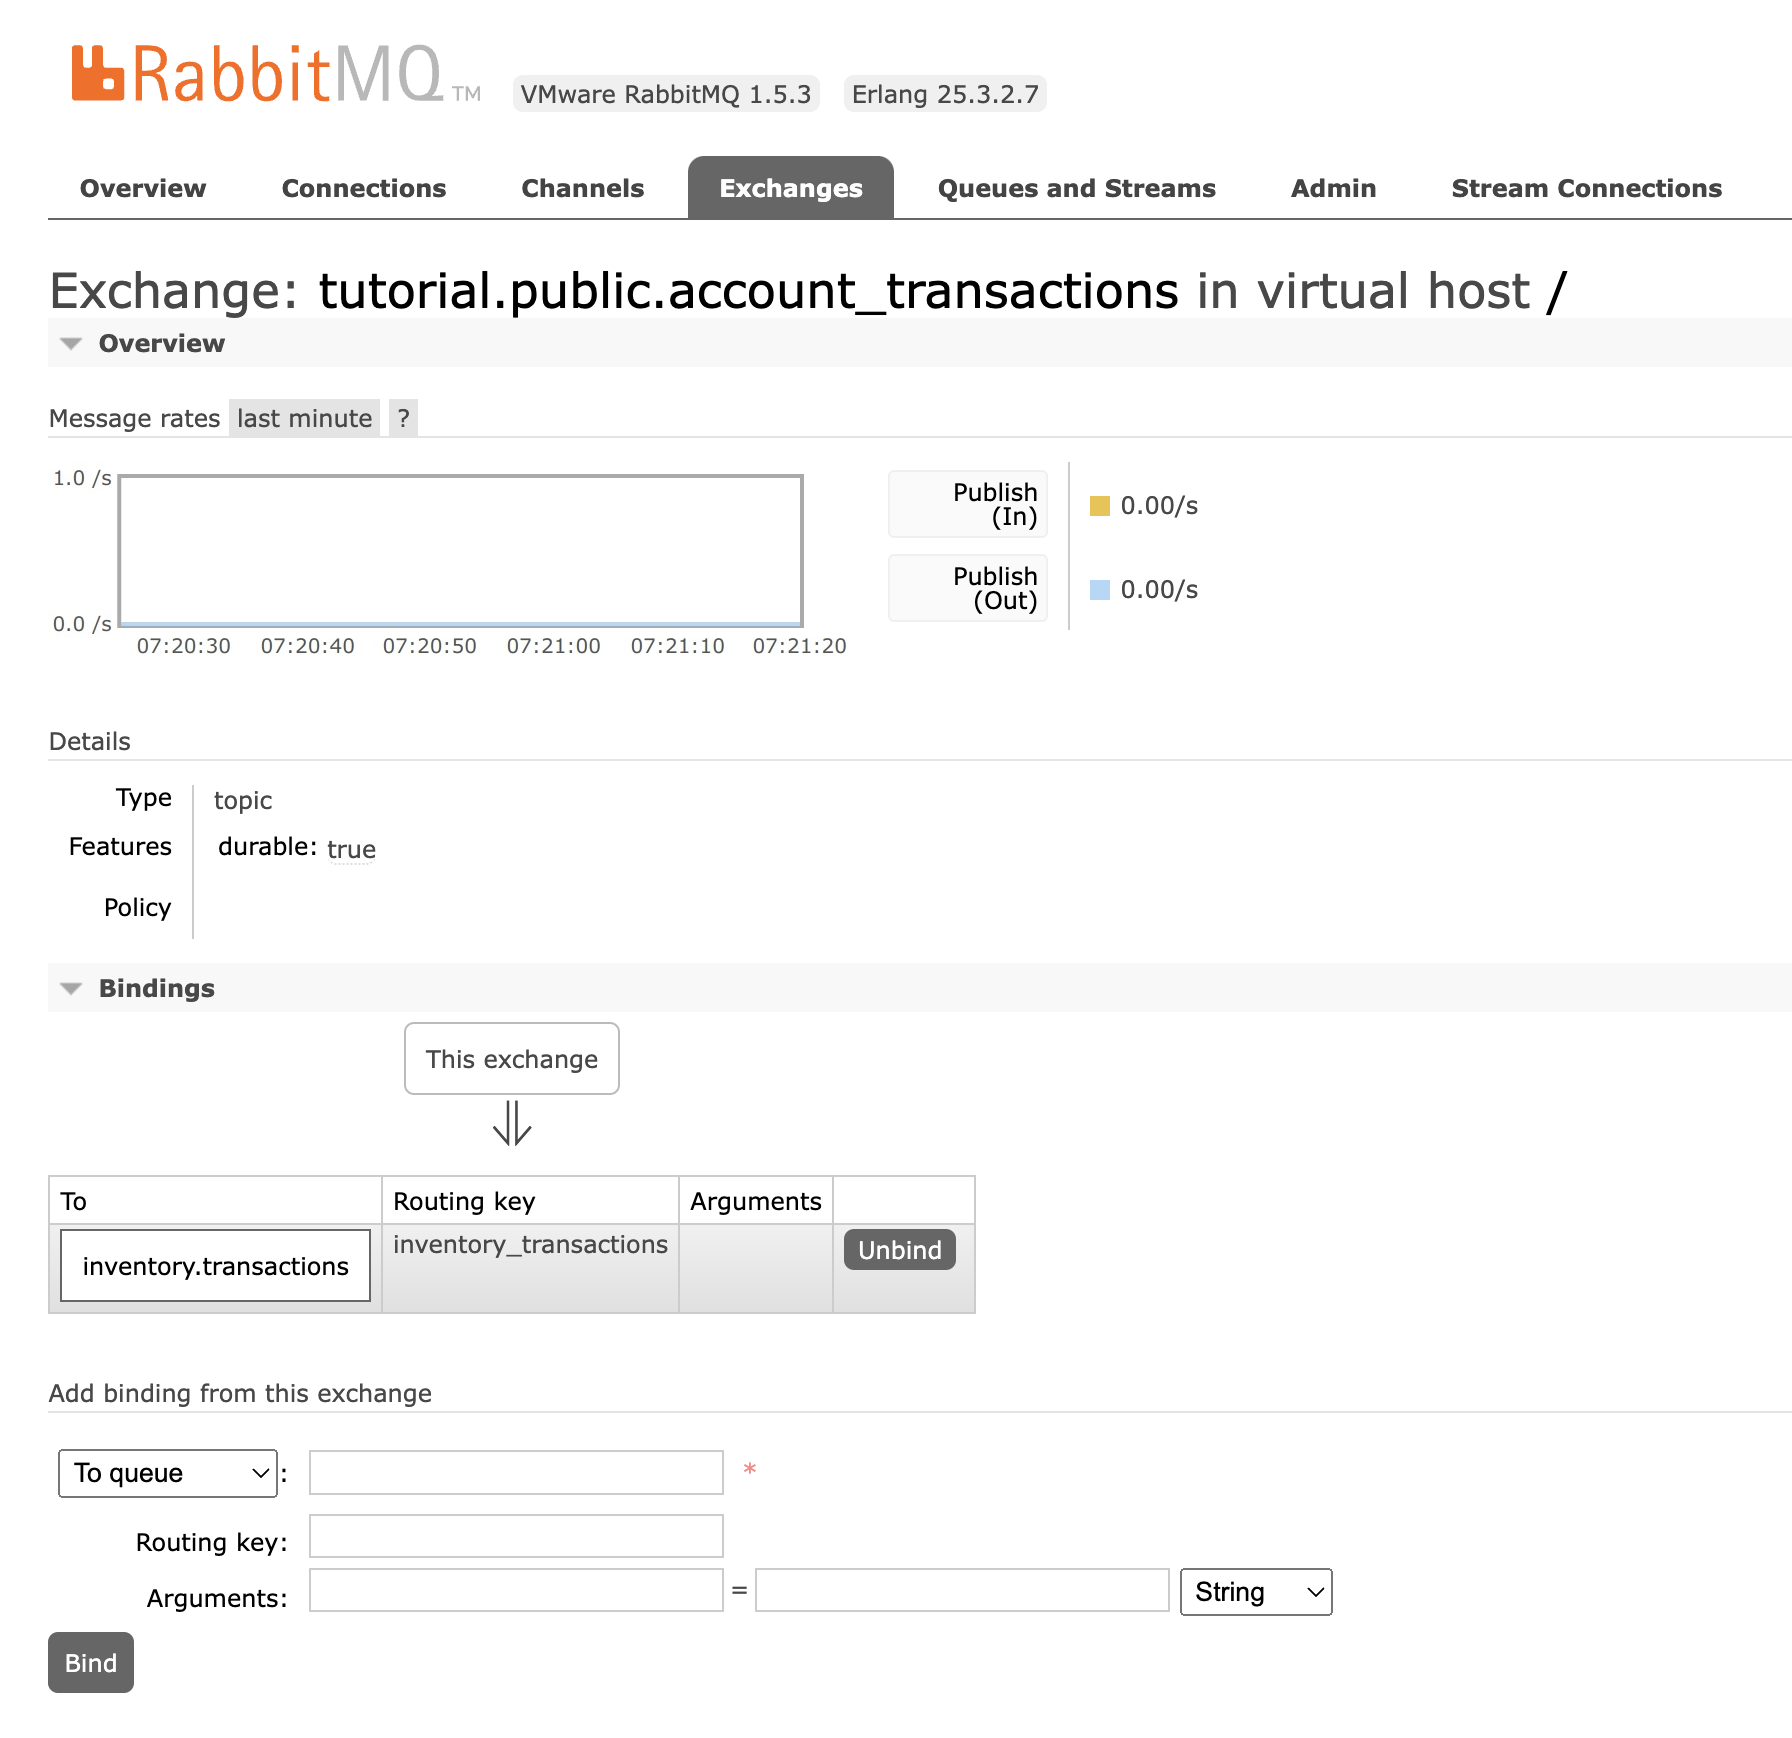 RabbitMQ TM VMware RabbitMQ 1.5.3 Erlang 25.3.2.7
Overview Connections Channels Exchanges Queues and Streams Admin Stream Connections
Exchange: tutorial.public.account_transactions in virtual host /
Overview
Message rates last minute ?
1.0 /s
0.0 /s
07:20:30 07:20:40 07:20:50 07:21:00 07:21:10 07:21:20
Publish
(In)
0.00/s
Publish
(Out)
0.00/s
Details
Type topic
Features durable: true
Policy
Bindings
This exchange
To Routing key Arguments
inventory.transactions inventory_transactions Unbind
Add binding from this exchange
To queue : *
Routing key:
Arguments: = String
Bind